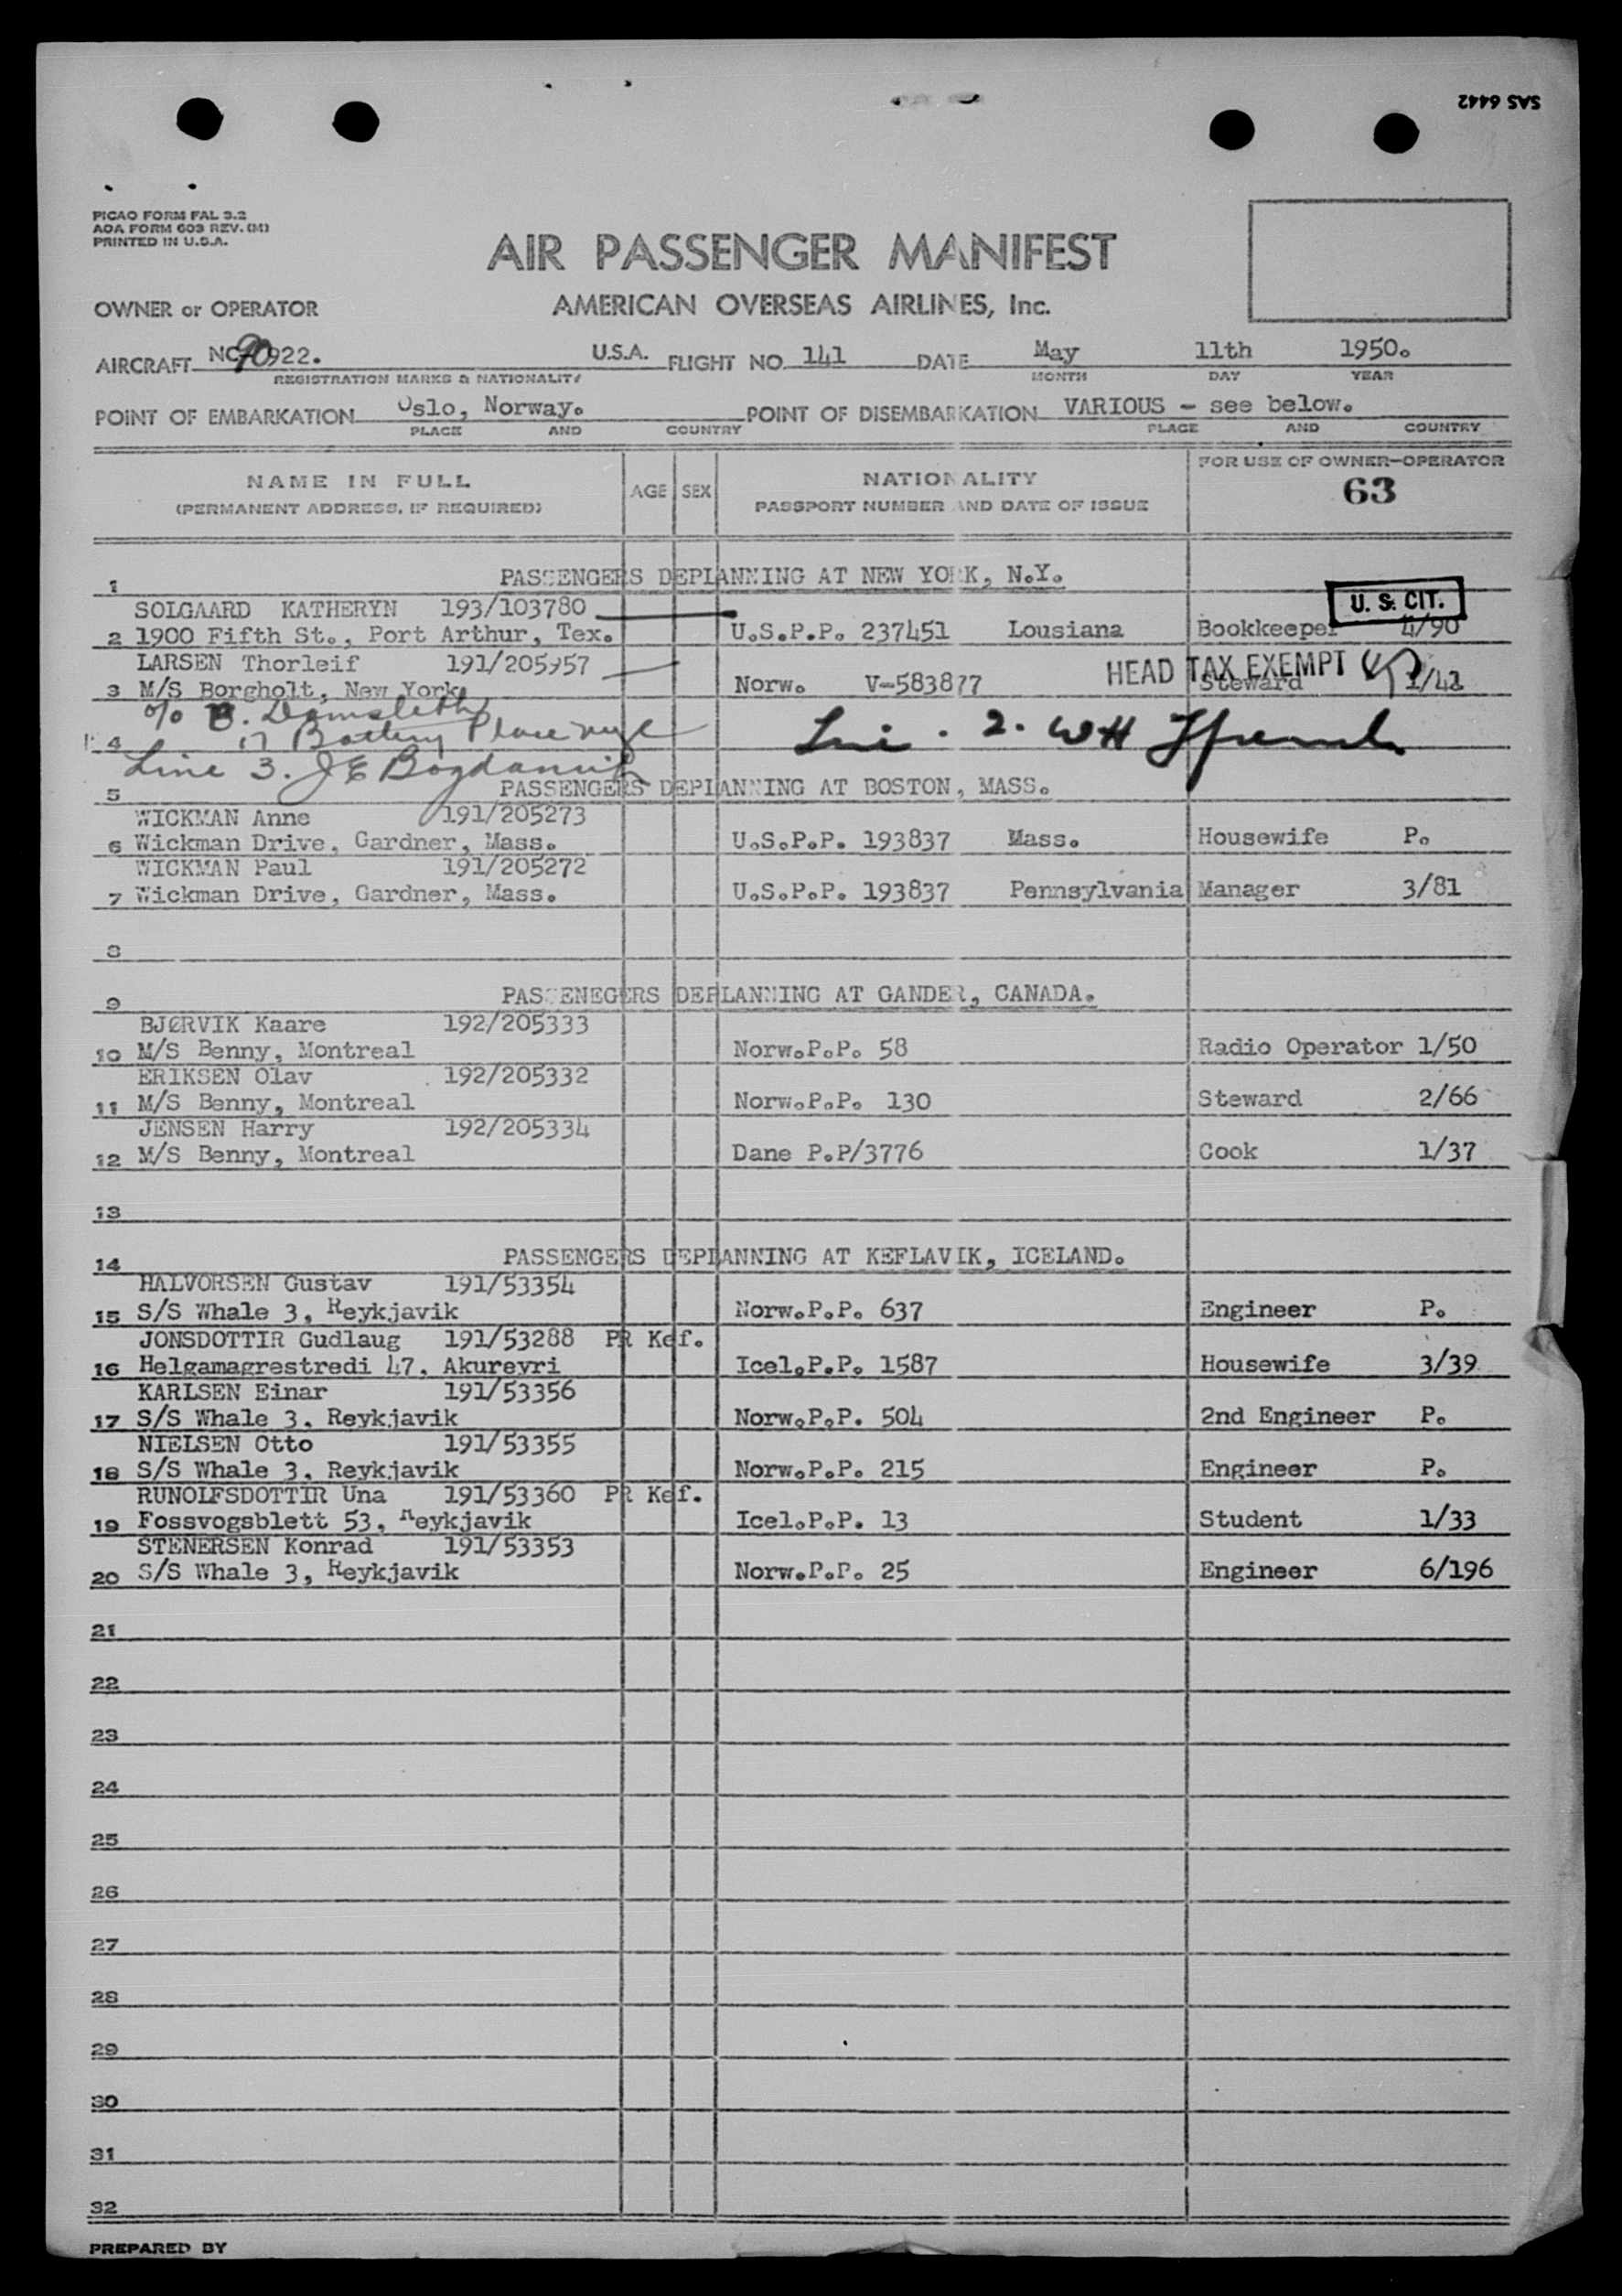 SAS 6442
PICAO FORM FAL 3.2
AOA FORM 603 REV. (M)
PRINTED IN U.S.A.
AIR PASSENGER MANIFEST
OWNER or OPERATOR AMERICAN OVERSEAS AIRLINES, Inc.
AIRCRAFT NC90922. U.S.A. FLIGHT NO. 141 DATE May 11th 1950.
REGISTRATION MARKS & NATIONALITY MONTH DAY YEAR
POINT OF EMBARKATION Oslo, Norway. POINT OF DISEMBARKATION VARIOUS - see below.
PLACE AND COUNTRY PLACE AND COUNTRY
NAME IN FULL AGE SEX NATIONALITY FOR USE OF OWNER-OPERATOR
(PERMANENT ADDRESS, IF REQUIRED) PASSPORT NUMBER AND DATE OF ISSUE 63
1 PASSENGERS DEPLANNING AT NEW YORK, N.Y.
SOLGAARD KATHERYN 193/103780 U. S. CIT.
2 1900 Fifth St., Port Arthur, Tex. U.S.P.P. 237451 Lousiana Bookkeeper 4/90
LARSEN Thorleif 191/205957 HEAD TAX EXEMPT
3 M/S Borgholt, New York Norw. V-583877 Steward 1/41
c/o B. Damsleth
4 17 Battery Place nyc Line . 2. WH
Line 3. J E
5 PASSENGERS DEPLANNING AT BOSTON, MASS.
WICKMAN Anne 191/205273
6 Wickman Drive, Gardner, Mass. U.S.P.P. 193837 Mass. Housewife P.
WICKMAN Paul 191/205272
7 Wickman Drive, Gardner, Mass. U.S.P.P. 193837 Pennsylvania Manager 3/81
8
9 PASSENEGERS DEPLANNING AT GANDER, CANADA.
BJØRVIK Kaare 192/205333
10 M/S Benny, Montreal Norw.P.P. 58 Radio Operator 1/50
ERIKSEN Olav 192/205332
11 M/S Benny, Montreal Norw.P.P. 130 Steward 2/66
JENSEN Harry 192/205334
12 M/S Benny, Montreal Dane P.P/3776 Cook 1/37
13
14 PASSENGERS DEPLANNING AT KEFLAVIK, ICELAND.
HALVORSEN Gustav 191/53354
15 S/S Whale 3, Reykjavik Norw.P.P. 637 Engineer P.
JONSDOTTIR Gudlaug 191/53288 PR Kef.
16 Helgamagrestredi 47, Akureyri Icel.P.P. 1587 Housewife 3/39
KARLSEN Einar 191/53356
17 S/S Whale 3, Reykjavik Norw.P.P. 504 2nd Engineer P.
NIELSEN Otto 191/53355
18 S/S Whale 3, Reykjavik Norw.P.P. 215 Engineer P.
RUNOLFSDOTTIR Una 191/53360 PR Kef.
19 Fossvogsblett 53, Reykjavik Icel.P.P. 13 Student 1/33
STENERSEN Konrad 191/53353
20 S/S Whale 3, Reykjavik Norw.P.P. 25 Engineer 6/196
21
22
23
24
25
26
27
28
29
30
31
32
PREPARED BY